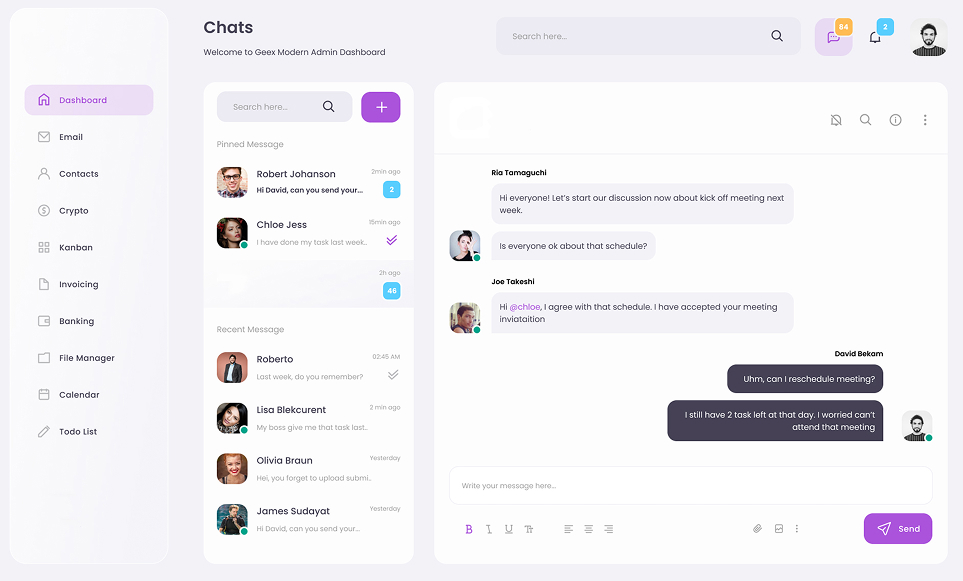 Chats
Welcome to Geex Modern Admin Dashboard
Search here...
84
2
Dashboard
Email
Contacts
Crypto
Kanban
Invoicing
Banking
File Manager
Calendar
Todo List
Search here...
Pinned Message
Robert Johanson
2min ago
Hi David, can you send your...
2
Chloe Jess
15min ago
I have done my task last week..
2h ago
46
Recent Message
Roberto
02:45 AM
Last week, do you remember?
Lisa Blekcurent
2 min ago
My boss give me that task last..
Olivia Braun
Yesterday
Hei, you forget to upload submi..
James Sudayat
Yesterday
Hi David, can you send your...
Ria Tamaguchi
Hi everyone! Let's start our discussion now about kick off meeting next
week.
Is everyone ok about that schedule?
Joe Takeshi
Hi @chloe, I agree with that schedule. I have accepted your meeting
inviataition
David Bekam
Uhm, can I reschedule meeting?
I still have 2 task left at that day. I worried can't
attend that meeting
Write your message here...
B I U Tr
Send